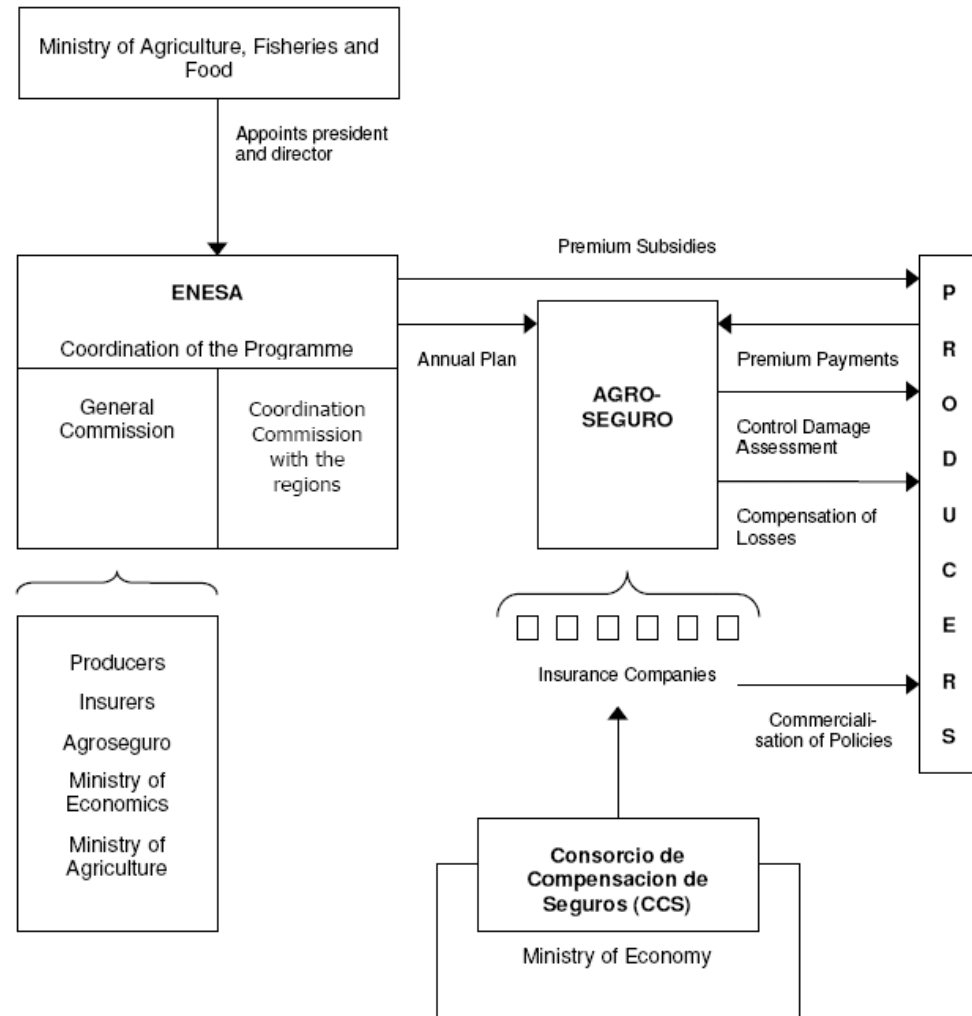 Ministry of Agriculture, Fisheries and
Food
Appoints president
and director
Premium Subsidies
ENESA
Coordination of the Programme
General
Commission
Coordination
Commission
with the
regions
Annual Plan
AGRO-
SEGURO
Premium Payments
Control Damage
Assessment
Compensation of
Losses
P
R
O
D
U
C
E
R
S
Producers
Insurers
Agroseguro
Ministry of
Economics
Ministry of
Agriculture
Insurance Companies
Commerciali-
sation of Policies
Consorcio de
Compensacion de
Seguros (CCS)
Ministry of Economy